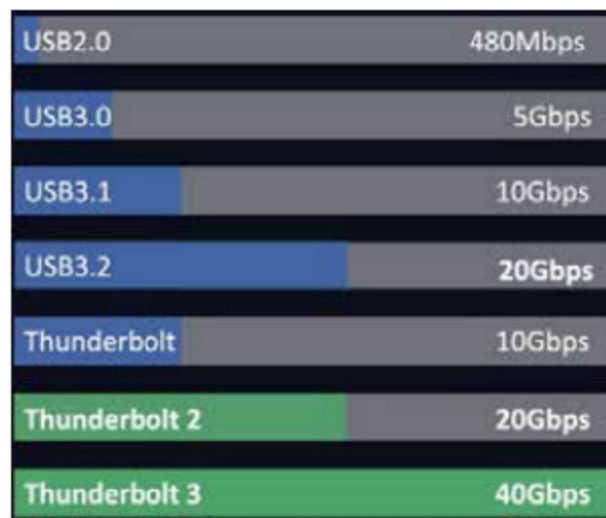 USB2.0 480Mbps
USB3.0 5Gbps
USB3.1 10Gbps
USB3.2 20Gbps
Thunderbolt 10Gbps
Thunderbolt 2 20Gbps
Thunderbolt 3 40Gbps